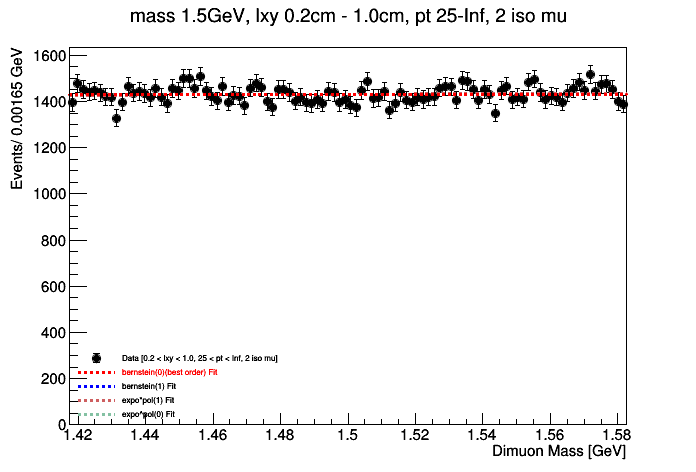 mass 1.5GeV, lxy 0.2cm - 1.0cm, pt 25-Inf, 2 iso mu
Events/ 0.00165 GeV
1600
1400
1200
1000
800
600
400
200
0
Data [0.2 < lxy < 1.0, 25 < pt < Inf, 2 iso mu]
bernstein(0)(best order) Fit
bernstein(1) Fit
expo*pol(1) Fit
expo*pol(0) Fit
1.42 1.44 1.46 1.48 1.5 1.52 1.54 1.56 1.58
Dimuon Mass [GeV]